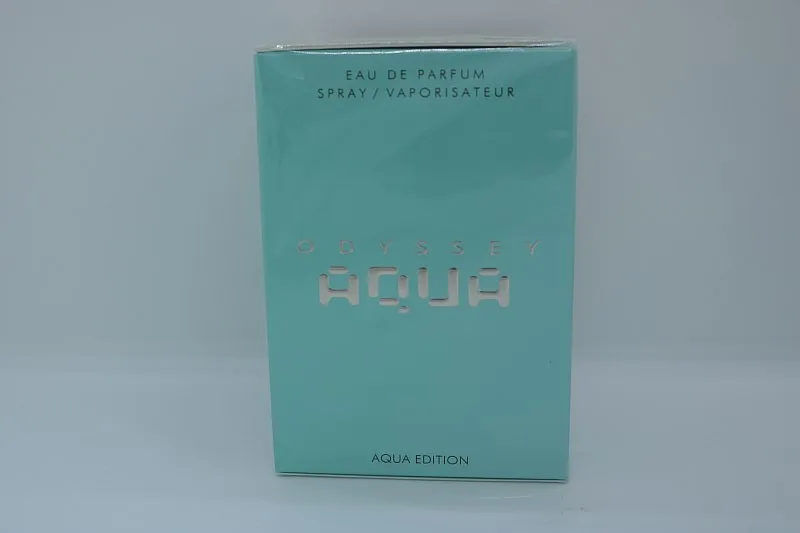 EAU DE PARFUM
SPRAY / VAPORISATEUR
ODYSSEY
AQUA
AQUA EDITION